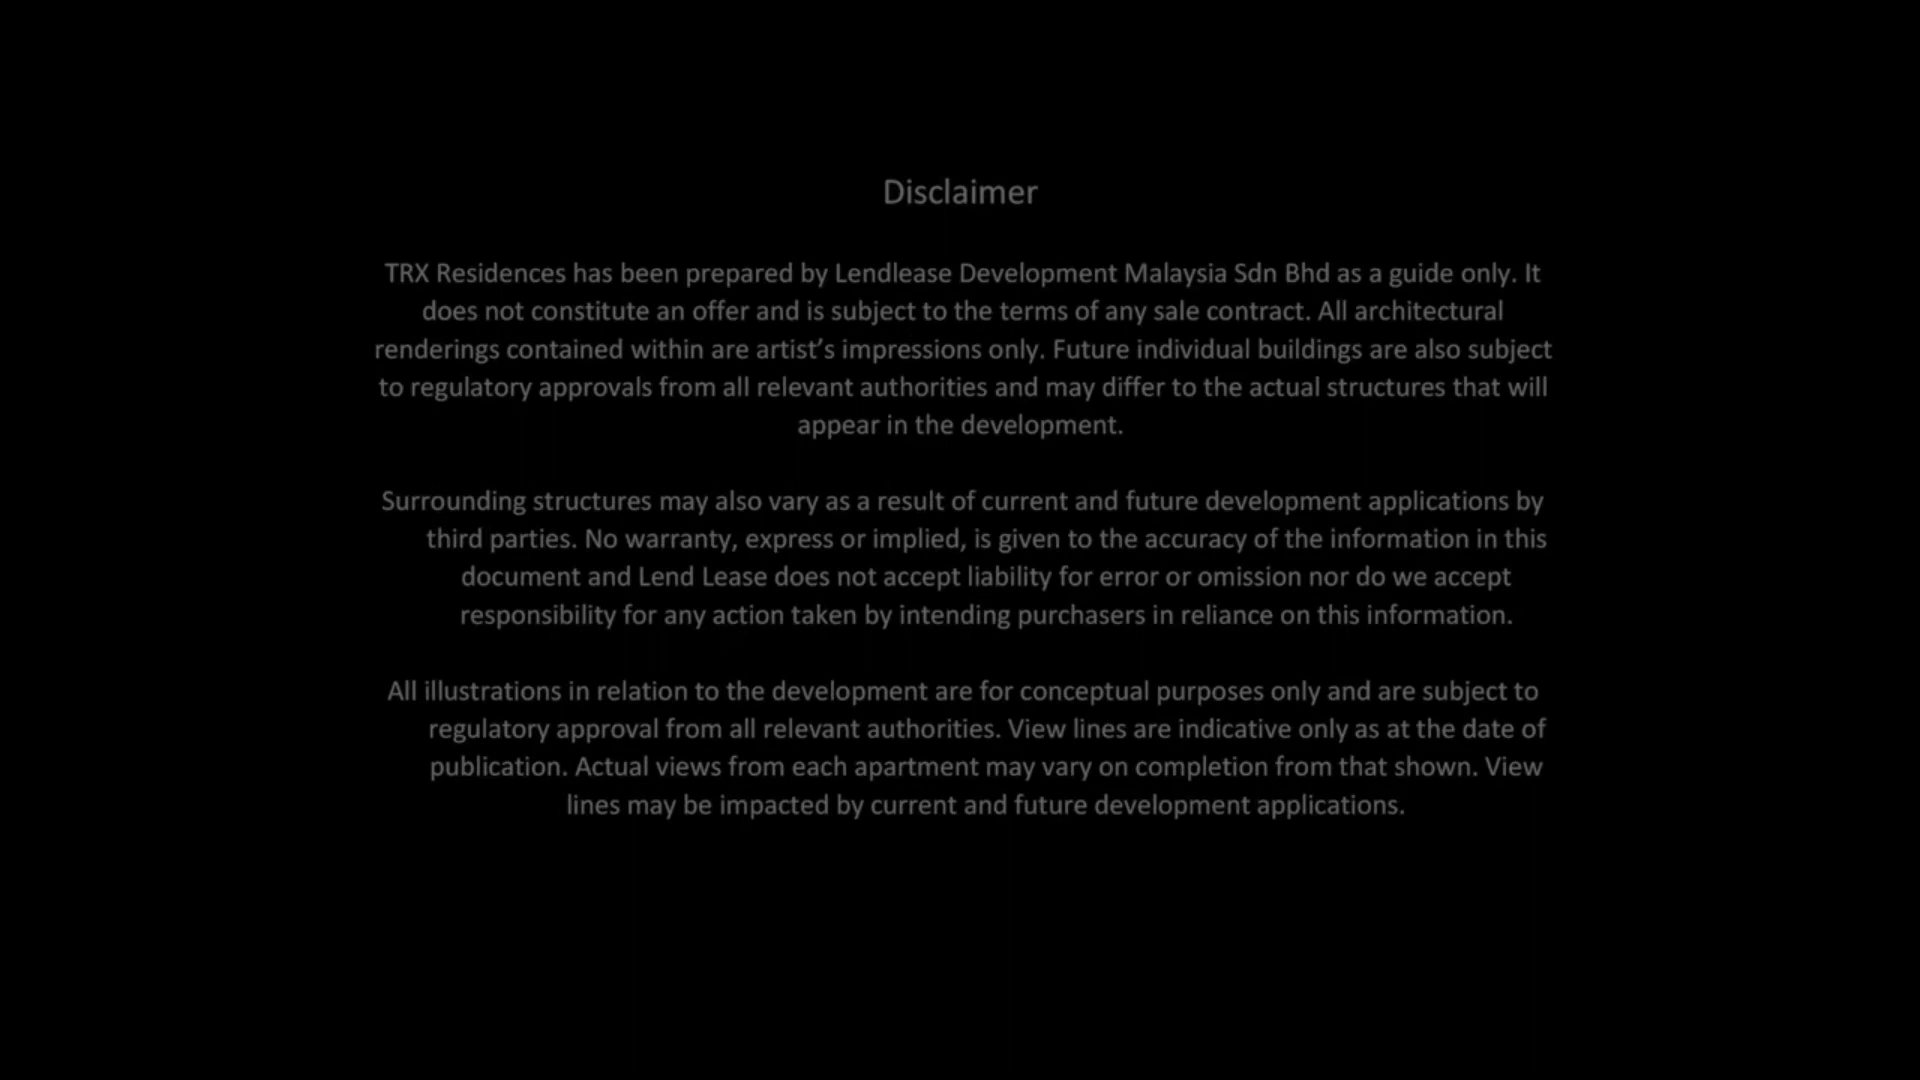 Disclaimer
TRX Residences has been prepared by Lendlease Development Malaysia Sdn Bhd as a guide only. It
does not constitute an offer and is subject to the terms of any sale contract. All architectural
renderings contained within are artist’s impressions only. Future individual buildings are also subject
to regulatory approvals from all relevant authorities and may differ to the actual structures that will
appear in the development.
Surrounding structures may also vary as a result of current and future development applications by
third parties. No warranty, express or implied, is given to the accuracy of the information in this
document and Lend Lease does not accept liability for error or omission nor do we accept
responsibility for any action taken by intending purchasers in reliance on this information.
All illustrations in relation to the development are for conceptual purposes only and are subject to
regulatory approval from all relevant authorities. View lines are indicative only as at the date of
publication. Actual views from each apartment may vary on completion from that shown. View
lines may be impacted by current and future development applications.